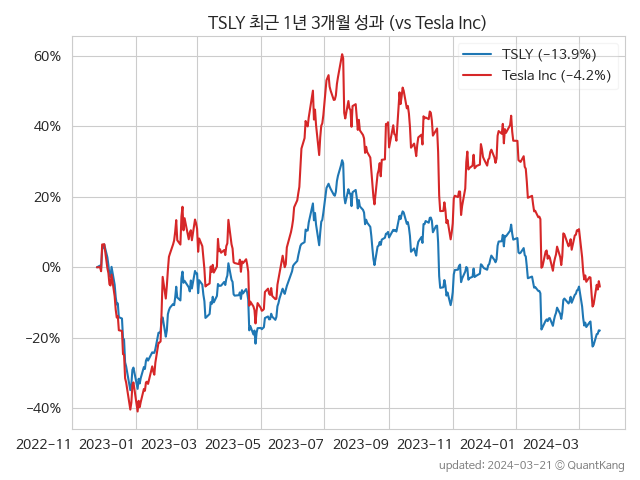 TSLY 최근 1년 3개월 성과 (vs Tesla Inc)
TSLY (−13.9%)
Tesla Inc (−4.2%)
60%
40%
20%
0%
−20%
−40%
2022−11 2023−01 2023−03 2023−05 2023−07 2023−09 2023−11 2024−01 2024−03
updated: 2024−03−21 © QuantKang